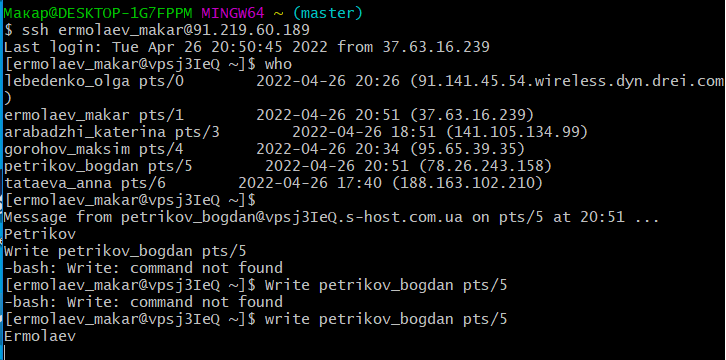 Макар@DESKTOP-1G7FPPM MINGW64 ~ (master)
$ ssh ermolaev_makar@91.219.60.189
Last login: Tue Apr 26 20:50:45 2022 from 37.63.16.239
[ermolaev_makar@vpsj3IeQ ~]$ who
lebedenko_olga pts/0        2022-04-26 20:26 (91.141.45.54.wireless.dyn.drei.com
)
ermolaev_makar pts/1        2022-04-26 20:51 (37.63.16.239)
arabadzhi_katerina pts/3        2022-04-26 18:51 (141.105.134.99)
gorohov_maksim pts/4        2022-04-26 20:34 (95.65.39.35)
petrikov_bogdan pts/5        2022-04-26 20:51 (78.26.243.158)
tataeva_anna pts/6        2022-04-26 17:40 (188.163.102.210)
[ermolaev_makar@vpsj3IeQ ~]$
Message from petrikov_bogdan@vpsj3IeQ.s-host.com.ua on pts/5 at 20:51 ...
Petrikov
Write petrikov_bogdan pts/5
-bash: Write: command not found
[ermolaev_makar@vpsj3IeQ ~]$ Write petrikov_bogdan pts/5
-bash: Write: command not found
[ermolaev_makar@vpsj3IeQ ~]$ write petrikov_bogdan pts/5
Ermolaev